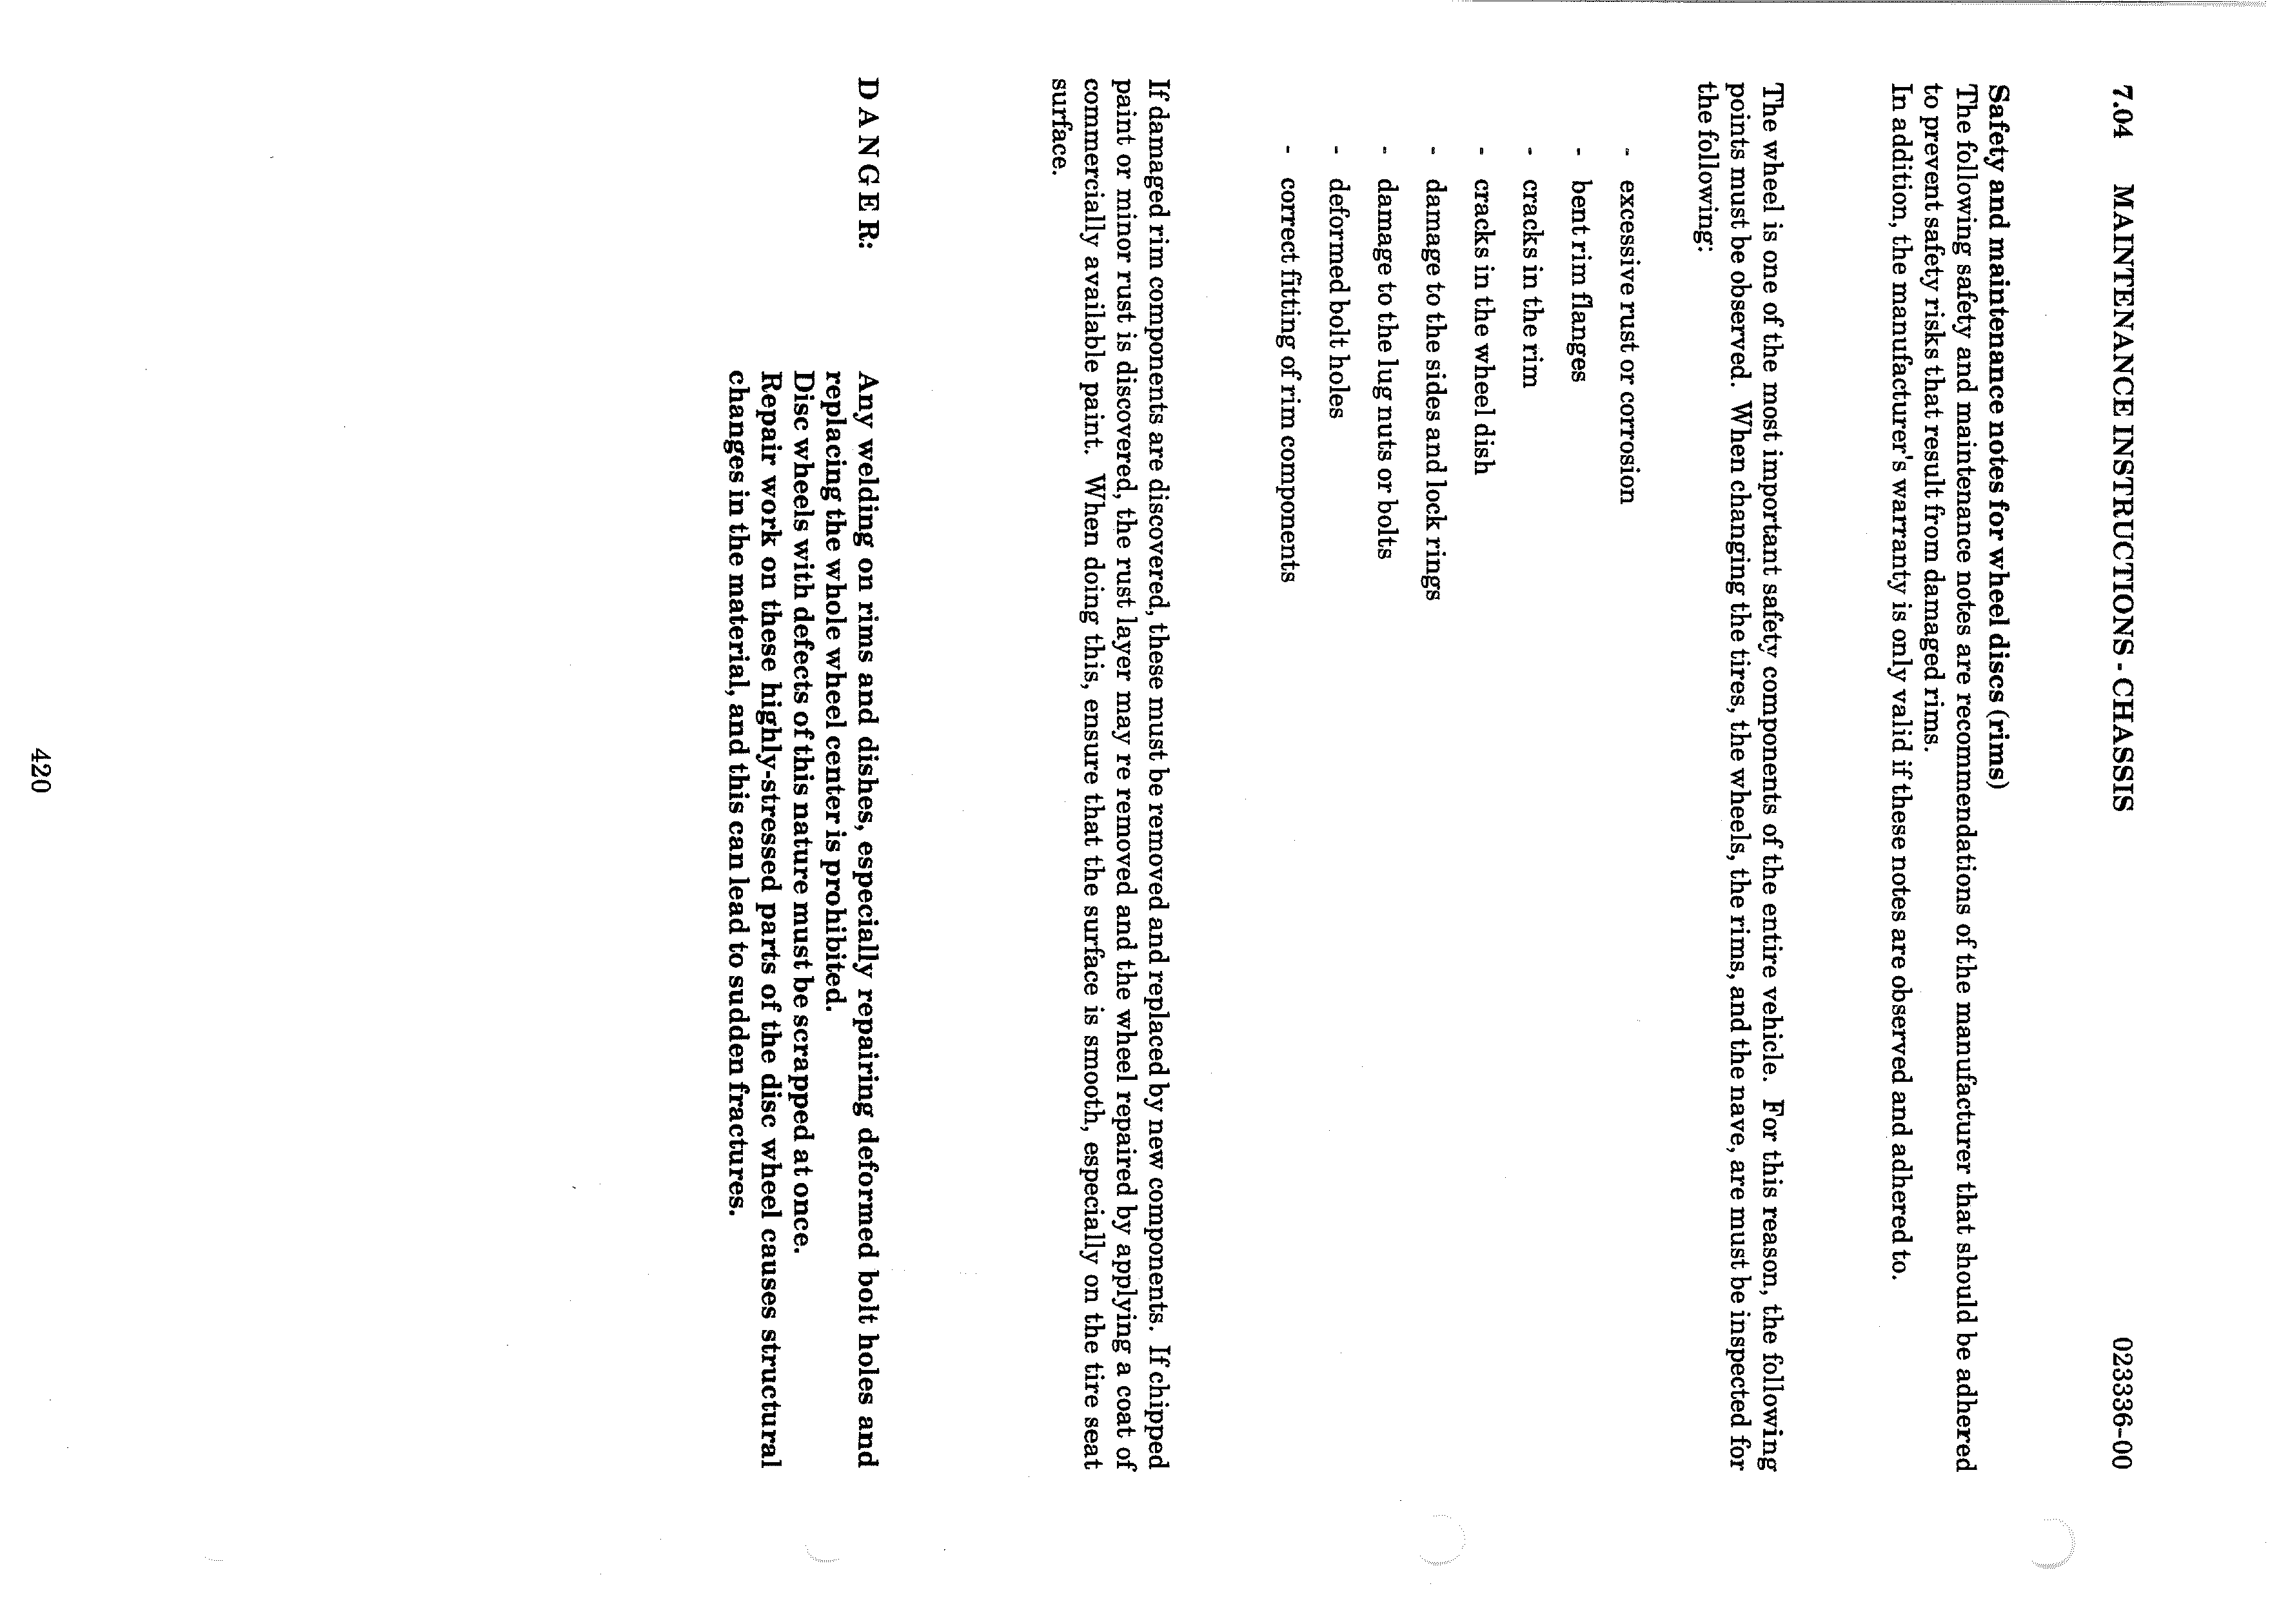 7.04 MAINTENANCE INSTRUCTIONS - CHASSIS 023336-00
Safety and maintenance notes for wheel discs (rims)
The following safety and maintenance notes are recommendations of the manufacturer that should be adhered
to prevent safety risks that result from damaged rims.
In addition, the manufacturer's warranty is only valid if these notes are observed and adhered to.
The wheel is one of the most important safety components of the entire vehicle. For this reason, the following
points must be observed. When changing the tires, the wheels, the rims, and the nave, are must be inspected for
the following:
- excessive rust or corrosion
- bent rim flanges
- cracks in the rim
- cracks in the wheel dish
- damage to the sides and lock rings
- damage to the lug nuts or bolts
- deformed bolt holes
- correct fitting of rim components
If damaged rim components are discovered, these must be removed and replaced by new components. If chipped
paint or minor rust is discovered, the rust layer may re removed and the wheel repaired by applying a coat of
commercially available paint. When doing this, ensure that the surface is smooth, especially on the tire seat
surface.
D A N G E R: Any welding on rims and dishes, especially repairing deformed bolt holes and
replacing the whole wheel center is prohibited.
Disc wheels with defects of this nature must be scrapped at once.
Repair work on these highly-stressed parts of the disc wheel causes structural
changes in the material, and this can lead to sudden fractures.
420